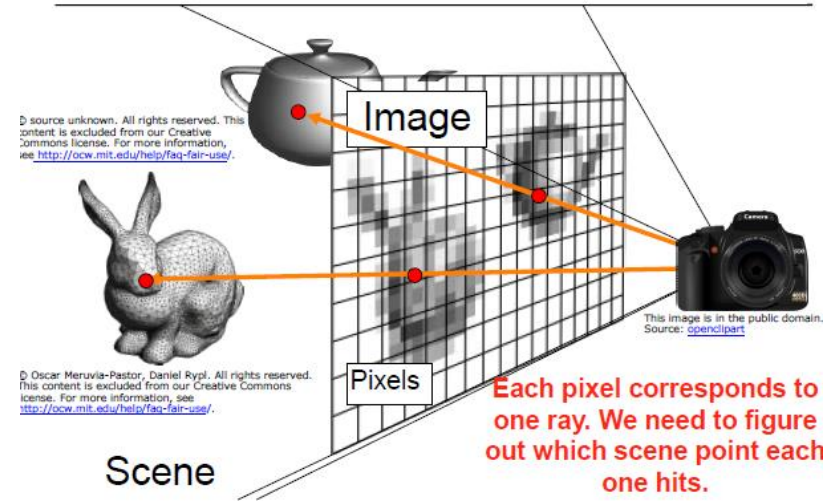 © source unknown. All rights reserved. This
content is excluded from our Creative
Commons license. For more information,
see http://ocw.mit.edu/help/faq-fair-use/.
Image
Camera
This image is in the public domain.
Source: openclipart
© Oscar Meruvia-Pastor, Daniel Rypl. All rights reserved.
This content is excluded from our Creative Commons
license. For more information, see
http://ocw.mit.edu/help/faq-fair-use/.
Pixels
Each pixel corresponds to
one ray. We need to figure
out which scene point each
one hits.
Scene